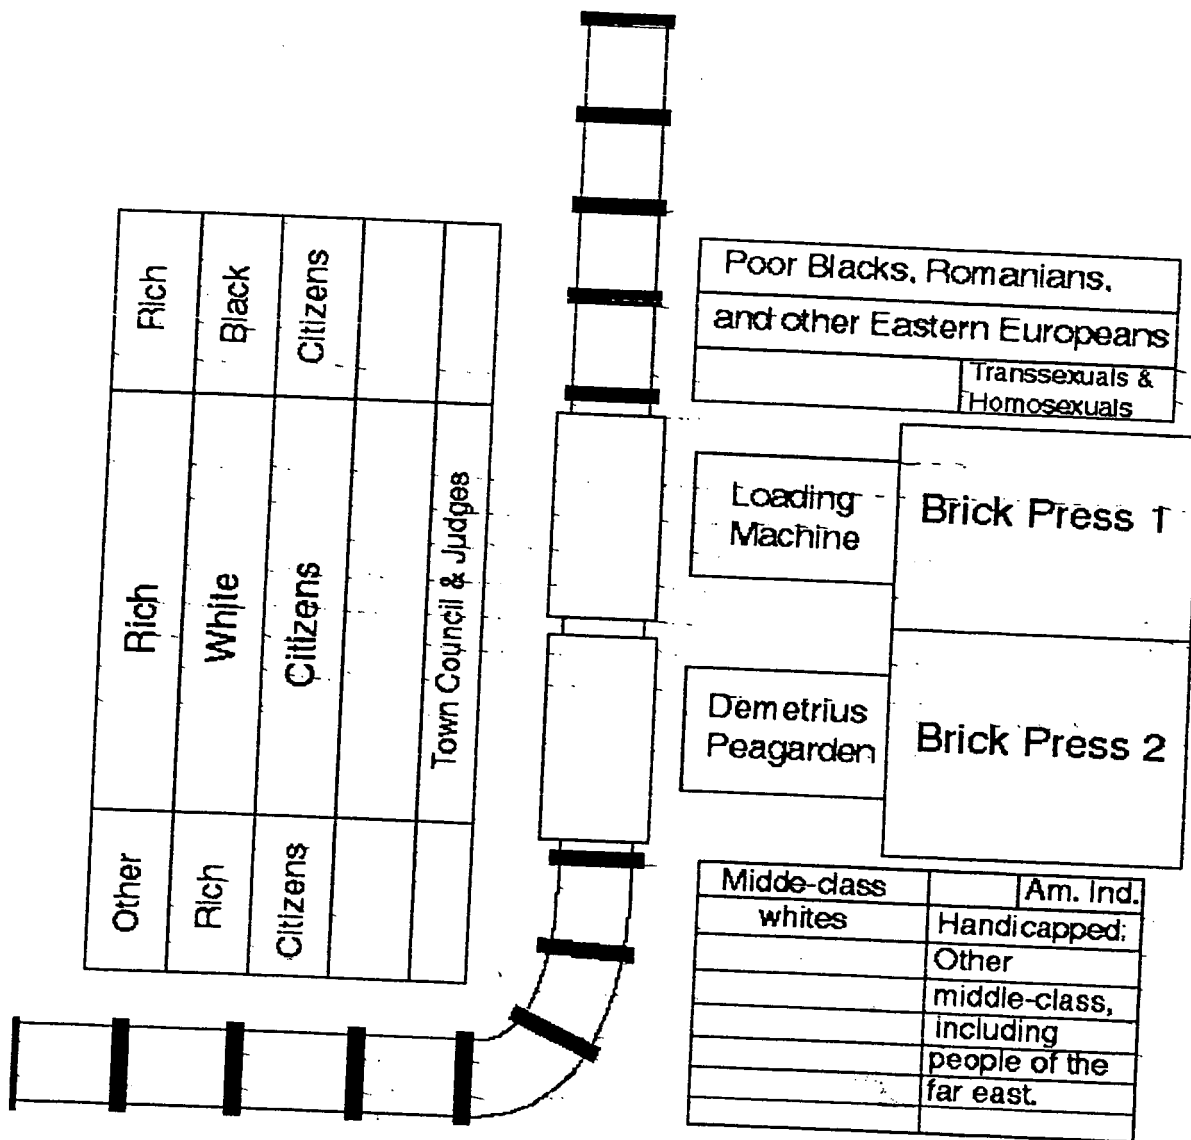 Rich
Black
Citizens
Rich
White
Citizens
Town Council & Judges
Other
Rich
Citizens
Poor Blacks, Romanians,
and other Eastern Europeans
Transsexuals &
Homosexuals
Loading
Machine
Brick Press 1
Demetrius
Peagarden
Brick Press 2
Midde-class
whites
Am. Ind.
Handicapped;
Other
middle-class,
including
people of the
far east.